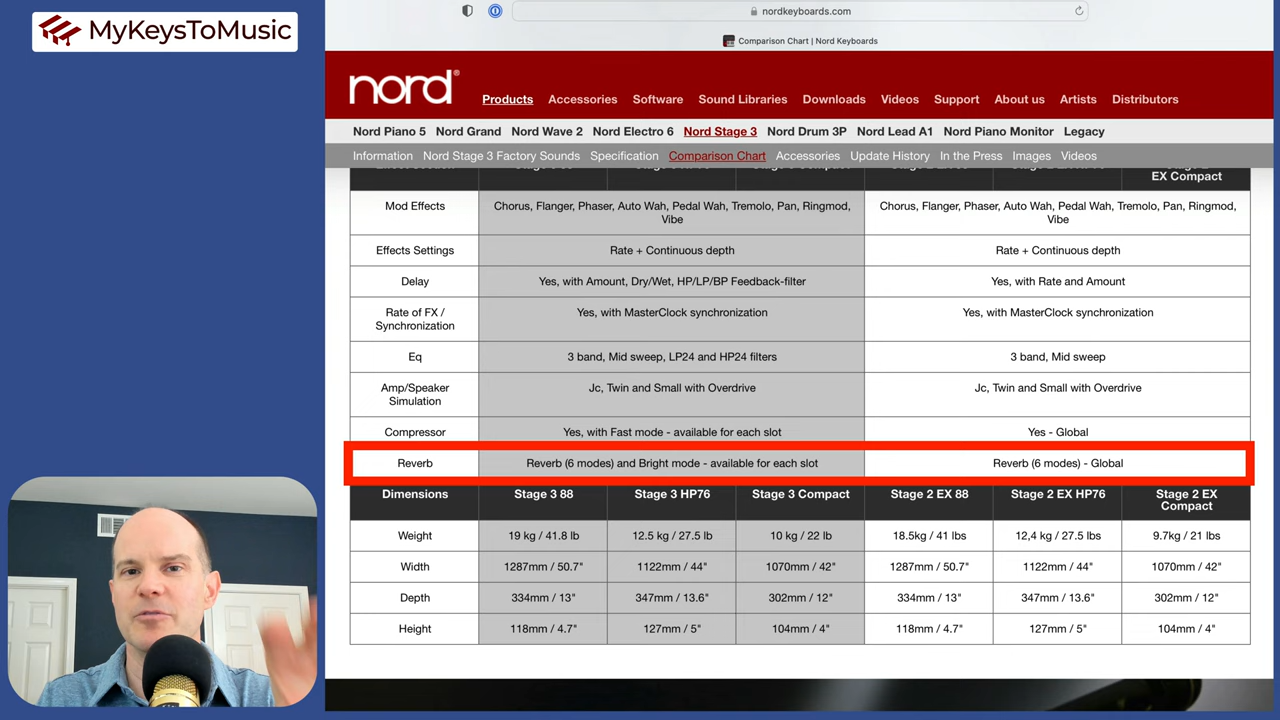 MyKeysToMusic
nordkeyboards.com
Comparison Chart | Nord Keyboards
nord®
Products Accessories Software Sound Libraries Downloads Videos Support About us Artists Distributors
Nord Piano 5 Nord Grand Nord Wave 2 Nord Electro 6 Nord Stage 3 Nord Drum 3P Nord Lead A1 Nord Piano Monitor Legacy
Information Nord Stage 3 Factory Sounds Specification Comparison Chart Accessories Update History In the Press Images Videos
EX Compact
Mod Effects
Chorus, Flanger, Phaser, Auto Wah, Pedal Wah, Tremolo, Pan, Ringmod,
Vibe
Chorus, Flanger, Phaser, Auto Wah, Pedal Wah, Tremolo, Pan, Ringmod,
Vibe
Effects Settings Rate + Continuous depth Rate + Continuous depth
Delay Yes, with Amount, Dry/Wet, HP/LP/BP Feedback-filter Yes, with Rate and Amount
Rate of FX /
Synchronization
Yes, with MasterClock synchronization Yes, with MasterClock synchronization
Eq 3 band, Mid sweep, LP24 and HP24 filters 3 band, Mid sweep
Amp/Speaker
Simulation
Jc, Twin and Small with Overdrive Jc, Twin and Small with Overdrive
Compressor Yes, with Fast mode - available for each slot Yes - Global
Reverb Reverb (6 modes) and Bright mode - available for each slot Reverb (6 modes) - Global
Dimensions Stage 3 88 Stage 3 HP76 Stage 3 Compact Stage 2 EX 88 Stage 2 EX HP76 Stage 2 EX
Compact
Weight 19 kg / 41.8 lb 12.5 kg / 27.5 lb 10 kg / 22 lb 18.5kg / 41 lbs 12,4 kg / 27.5 lbs 9.7kg / 21 lbs
Width 1287mm / 50.7" 1122mm / 44" 1070mm / 42" 1287mm / 50.7" 1122mm / 44" 1070mm / 42"
Depth 334mm / 13" 347mm / 13.6" 302mm / 12" 334mm / 13" 347mm / 13.6" 302mm / 12"
Height 118mm / 4.7" 127mm / 5" 104mm / 4" 118mm / 4.7" 127mm / 5" 104mm / 4"